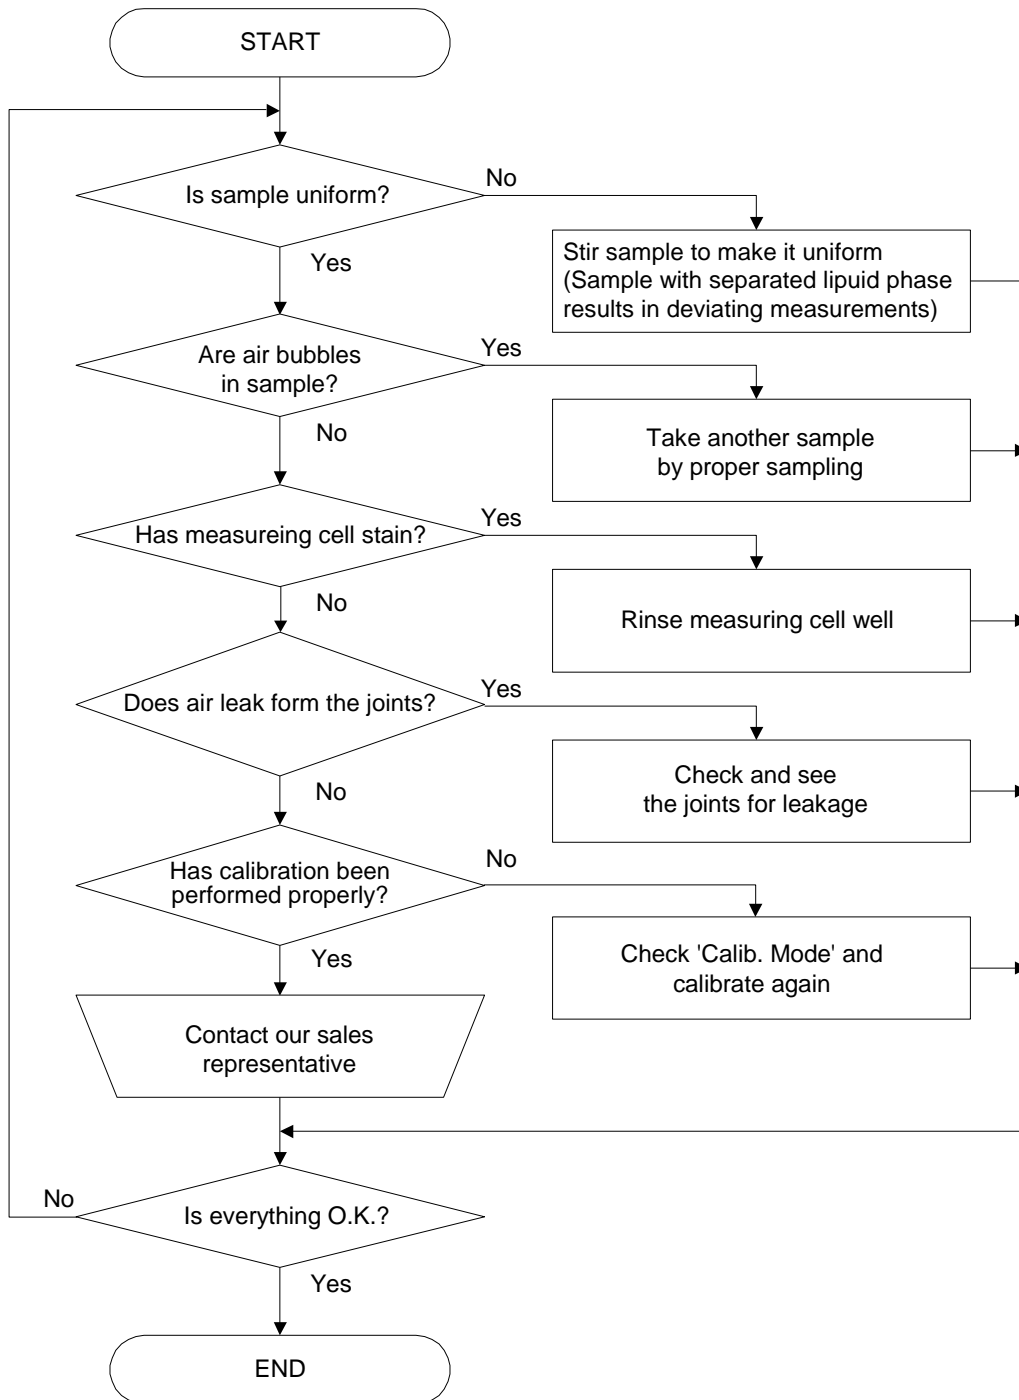 START
Is sample uniform?
No
Yes
Stir sample to make it uniform
(Sample with separated lipuid phase
results in deviating measurements)
Are air bubbles
in sample?
Yes
No
Take another sample
by proper sampling
Has measureing cell stain?
Yes
No
Rinse measuring cell well
Does air leak form the joints?
Yes
No
Check and see
the joints for leakage
Has calibration been
performed properly?
No
Yes
Check 'Calib. Mode' and
calibrate again
Contact our sales
representative
No
Is everything O.K.?
Yes
END